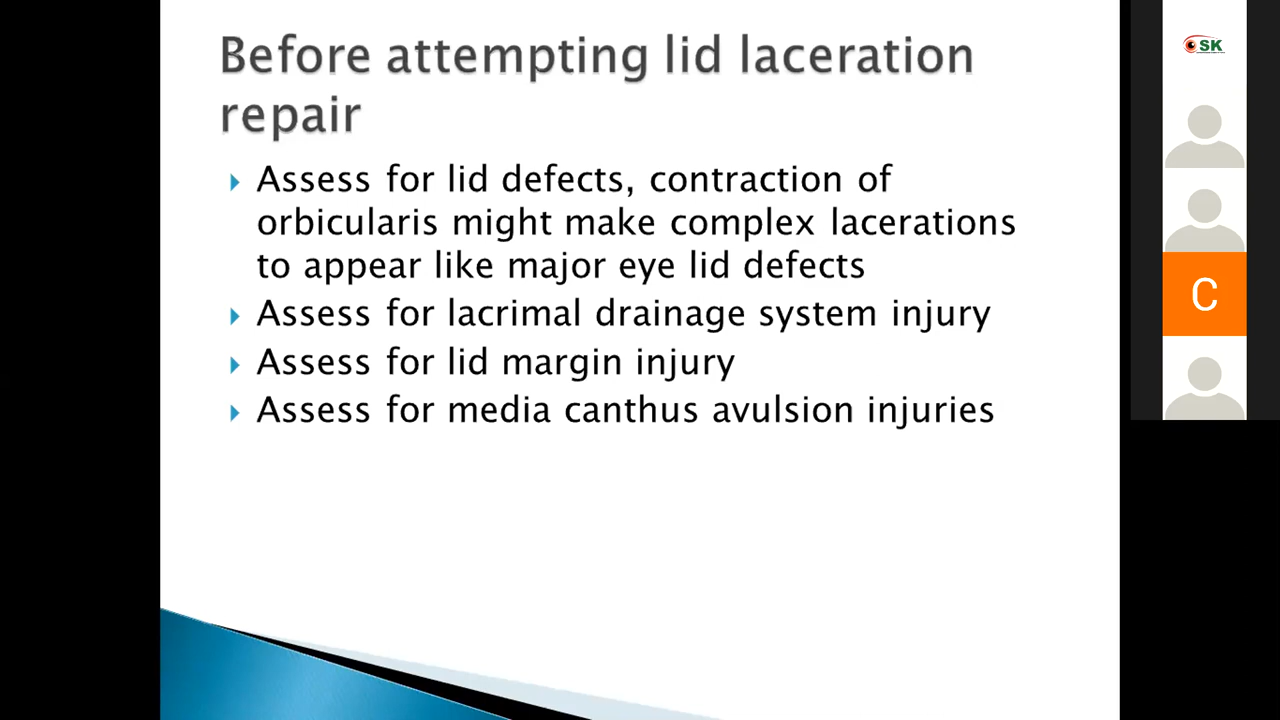 Before attempting lid laceration
repair
Assess for lid defects, contraction of
orbicularis might make complex lacerations
to appear like major eye lid defects
Assess for lacrimal drainage system injury
Assess for lid margin injury
Assess for media canthus avulsion injuries
SK
C